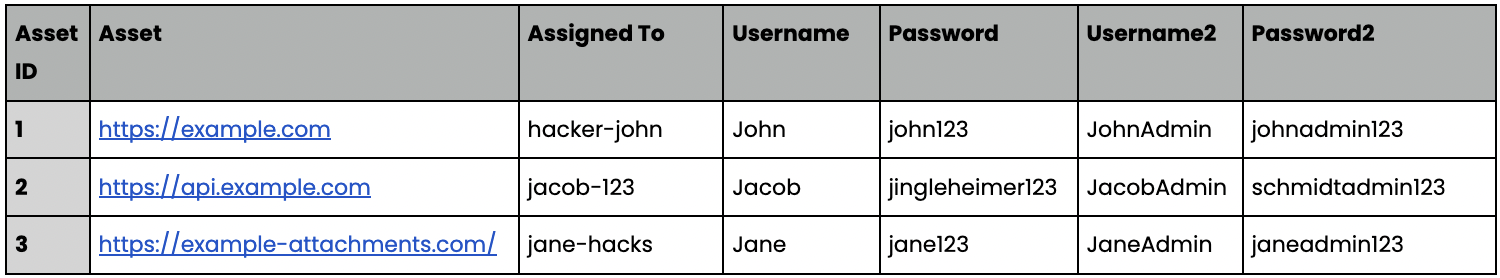 Asset ID Asset Assigned To Username Password Username2 Password2
1 https://example.com hacker-john John john123 JohnAdmin johnadmin123
2 https://api.example.com jacob-123 Jacob jingleheimer123 JacobAdmin schmidtadmin123
3 https://example-attachments.com/ jane-hacks Jane jane123 JaneAdmin janeadmin123